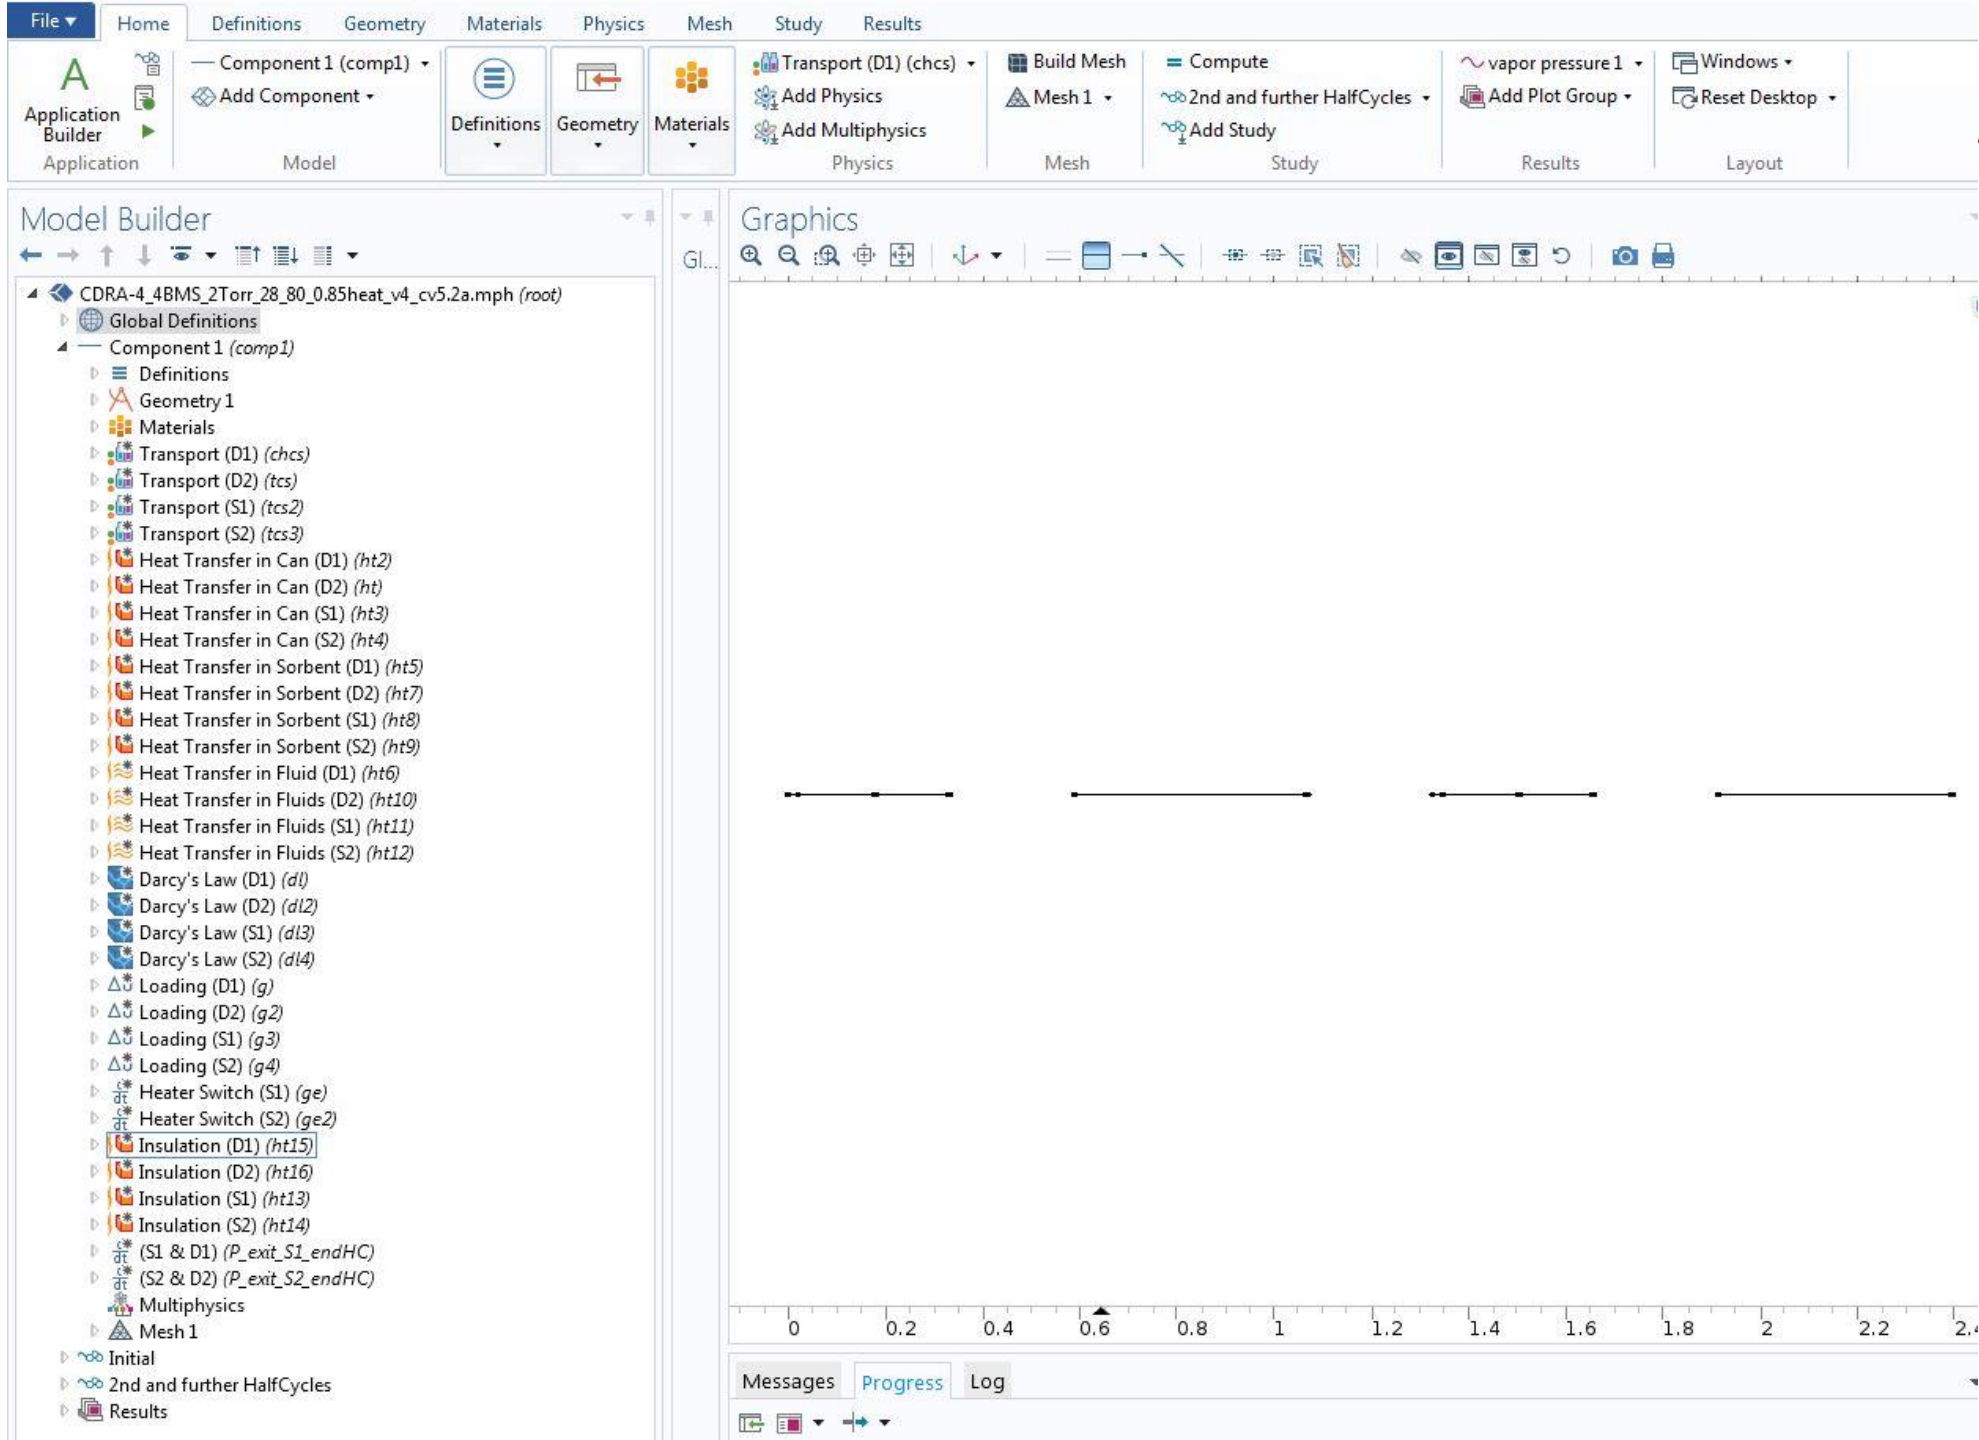 File Home Definitions Geometry Materials Physics Mesh Study Results
Application Builder
Application
Component 1 (comp1)
Add Component
Model
Definitions
Geometry
Materials
Transport (D1) (chcs)
Add Physics
Add Multiphysics
Physics
Build Mesh
Mesh 1
Mesh
Compute
2nd and further HalfCycles
Add Study
Study
vapor pressure 1
Add Plot Group
Results
Windows
Reset Desktop
Layout
Model Builder
CDRA-4_4BMS_2Torr_28_80_0.85heat_v4_cv5.2a.mph (root)
Global Definitions
Component 1 (comp1)
Definitions
Geometry 1
Materials
Transport (D1) (chcs)
Transport (D2) (tcs)
Transport (S1) (tcs2)
Transport (S2) (tcs3)
Heat Transfer in Can (D1) (ht2)
Heat Transfer in Can (D2) (ht)
Heat Transfer in Can (S1) (ht3)
Heat Transfer in Can (S2) (ht4)
Heat Transfer in Sorbent (D1) (ht5)
Heat Transfer in Sorbent (D2) (ht7)
Heat Transfer in Sorbent (S1) (ht8)
Heat Transfer in Sorbent (S2) (ht9)
Heat Transfer in Fluid (D1) (ht6)
Heat Transfer in Fluids (D2) (ht10)
Heat Transfer in Fluids (S1) (ht11)
Heat Transfer in Fluids (S2) (ht12)
Darcy's Law (D1) (dl)
Darcy's Law (D2) (dl2)
Darcy's Law (S1) (dl3)
Darcy's Law (S2) (dl4)
Loading (D1) (g)
Loading (D2) (g2)
Loading (S1) (g3)
Loading (S2) (g4)
Heater Switch (S1) (ge)
Heater Switch (S2) (ge2)
Insulation (D1) (ht15)
Insulation (D2) (ht16)
Insulation (S1) (ht13)
Insulation (S2) (ht14)
(S1 & D1) (P_exit_S1_endHC)
(S2 & D2) (P_exit_S2_endHC)
Multiphysics
Mesh 1
Initial
2nd and further HalfCycles
Results
Gl...
Graphics
0 0.2 0.4 0.6 0.8 1 1.2 1.4 1.6 1.8 2 2.2 2.4
Messages Progress Log